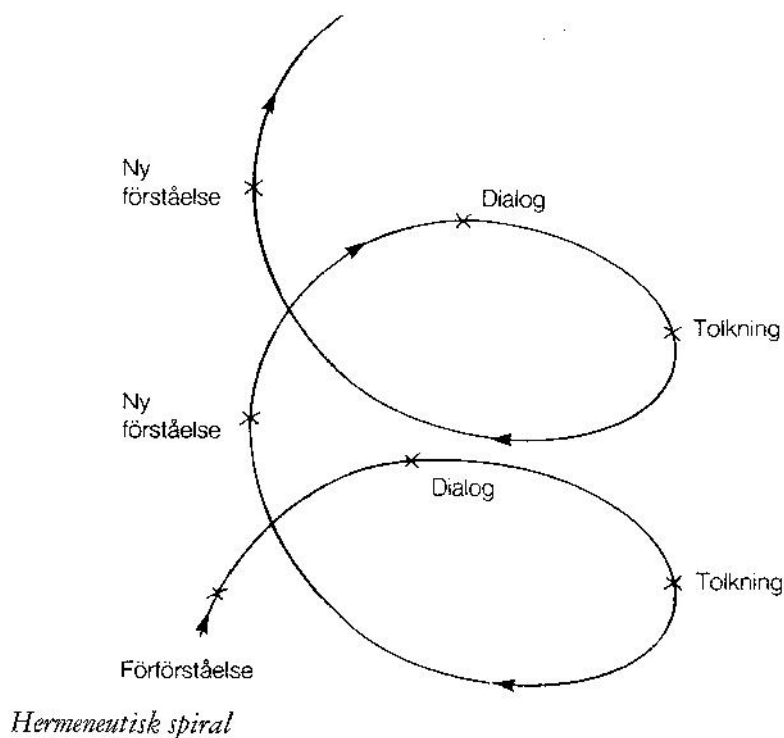 Ny
förståelse
Dialog
Tolkning
Ny
förståelse
Dialog
Tolkning
Förförståelse
Hermeneutisk spiral